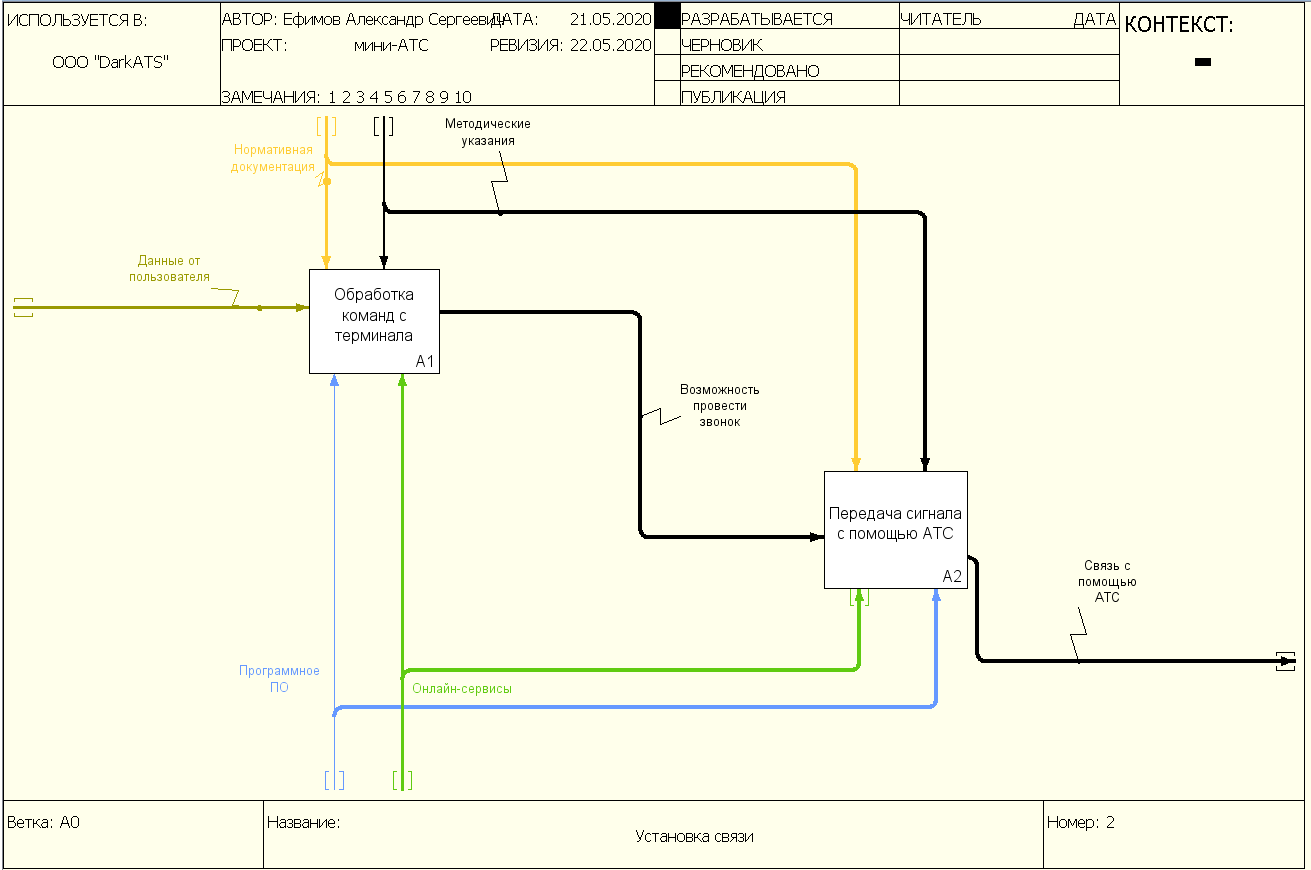 ИСПОЛЬЗУЕТСЯ В:
ООО "DarkATS"
АВТОР: Ефимов Александр Сергеевич
ДАТА: 21.05.2020
ПРОЕКТ: мини-АТС
РЕВИЗИЯ: 22.05.2020
ЗАМЕЧАНИЯ: 1 2 3 4 5 6 7 8 9 10
РАЗРАБАТЫВАЕТСЯ
ЧЕРНОВИК
РЕКОМЕНДОВАНО
ПУБЛИКАЦИЯ
ЧИТАТЕЛЬ ДАТА
КОНТЕКСТ:
Методические
указания
Нормативная
документация
Данные от
пользователя
Обработка
команд с
терминала
A1
Возможность
провести
звонок
Передача сигнала
с помощью АТС
A2
Связь с
помощью
АТС
Программное
ПО
Онлайн-сервисы
Ветка: A0
Название:
Установка связи
Номер: 2